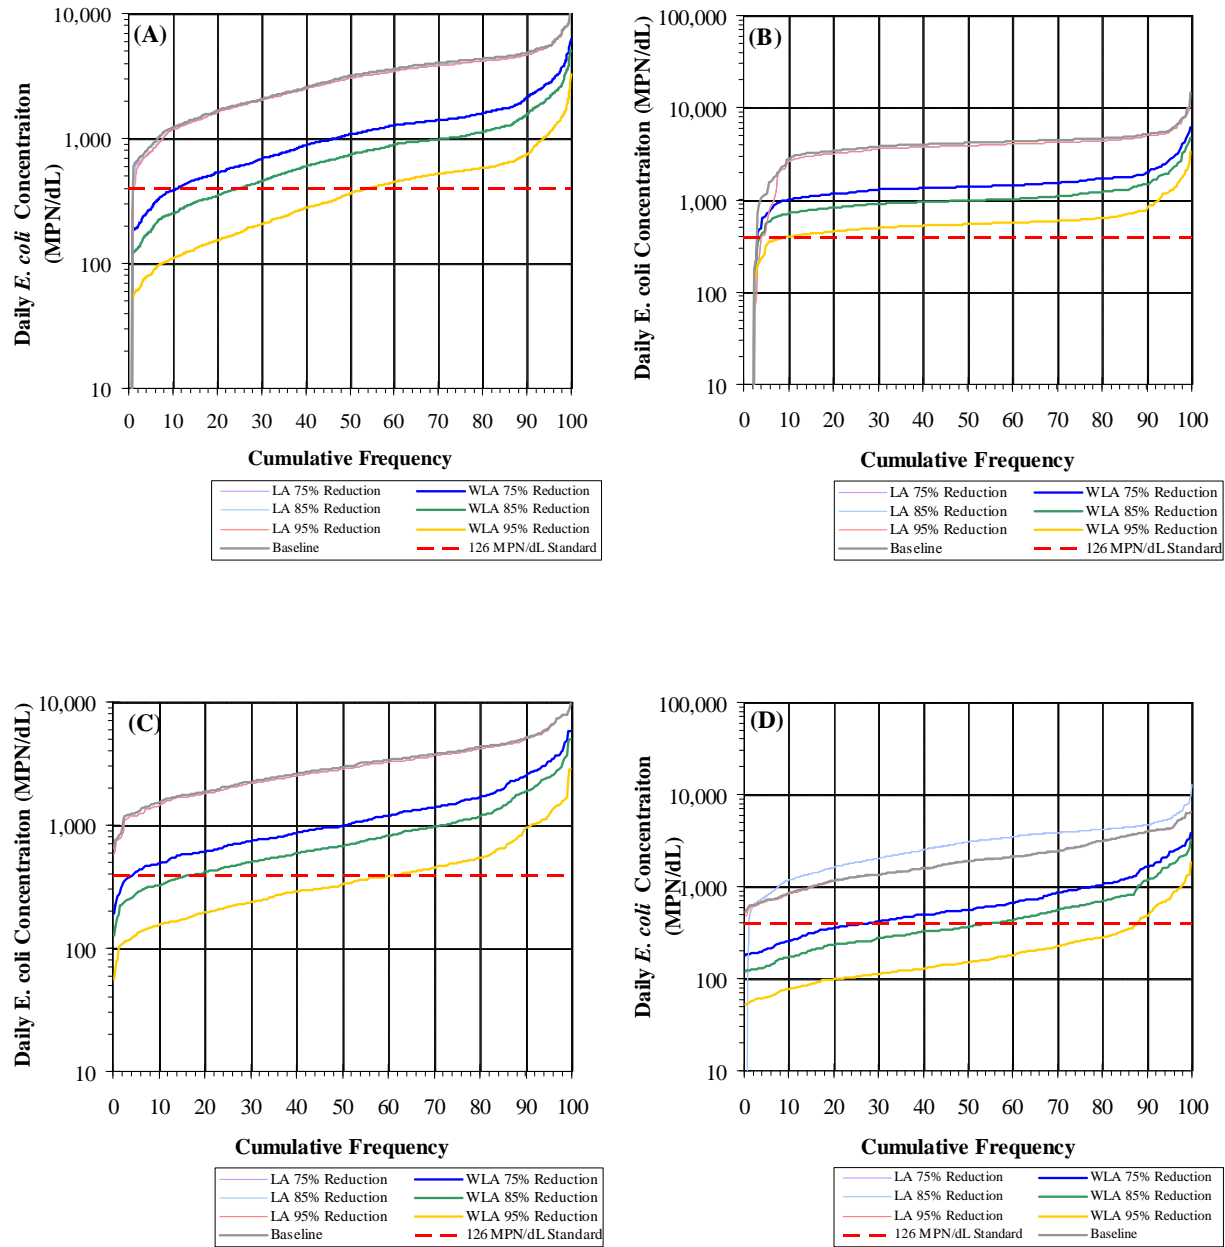 (A)
10,000
1,000
100
10
Daily E. coli Concentraiton
(MPN/dL)
0 10 20 30 40 50 60 70 80 90 100
Cumulative Frequency
LA 75% Reduction WLA 75% Reduction
LA 85% Reduction WLA 85% Reduction
LA 95% Reduction WLA 95% Reduction
Baseline 126 MPN/dL Standard
(B)
100,000
10,000
1,000
100
10
Daily E. coli Concentraiton (MPN/dL)
0 10 20 30 40 50 60 70 80 90 100
Cumulative Frequency
LA 75% Reduction WLA 75% Reduction
LA 85% Reduction WLA 85% Reduction
LA 95% Reduction WLA 95% Reduction
Baseline 126 MPN/dL Standard
(C)
10,000
1,000
100
10
Daily E. coli Concentraiton (MPN/dL)
0 10 20 30 40 50 60 70 80 90 100
Cumulative Frequency
LA 75% Reduction WLA 75% Reduction
LA 85% Reduction WLA 85% Reduction
LA 95% Reduction WLA 95% Reduction
Baseline 126 MPN/dL Standard
(D)
100,000
10,000
1,000
100
10
Daily E. coli Concentraiton
(MPN/dL)
0 10 20 30 40 50 60 70 80 90 100
Cumulative Frequency
LA 75% Reduction WLA 75% Reduction
LA 85% Reduction WLA 85% Reduction
LA 95% Reduction WLA 95% Reduction
126 MPN/dL Standard Baseline